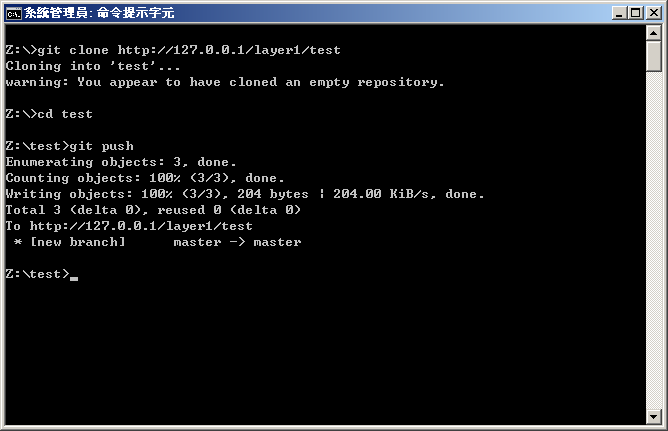 系統管理員: 命令提示字元
Z:\>git clone http://127.0.0.1/layer1/test
Cloning into 'test'...
warning: You appear to have cloned an empty repository.
Z:\>cd test
Z:\test>git push
Enumerating objects: 3, done.
Counting objects: 100% (3/3), done.
Writing objects: 100% (3/3), 204 bytes | 204.00 KiB/s, done.
Total 3 (delta 0), reused 0 (delta 0)
To http://127.0.0.1/layer1/test
 * [new branch]      master -> master
Z:\test>_